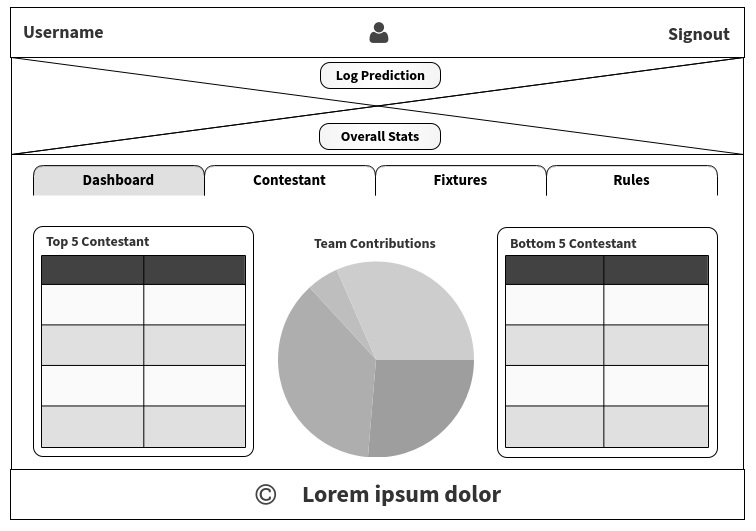 Username
Signout
Log Prediction
Overall Stats
Dashboard
Contestant
Fixtures
Rules
Top 5 Contestant
Team Contributions
Bottom 5 Contestant
© Lorem ipsum dolor